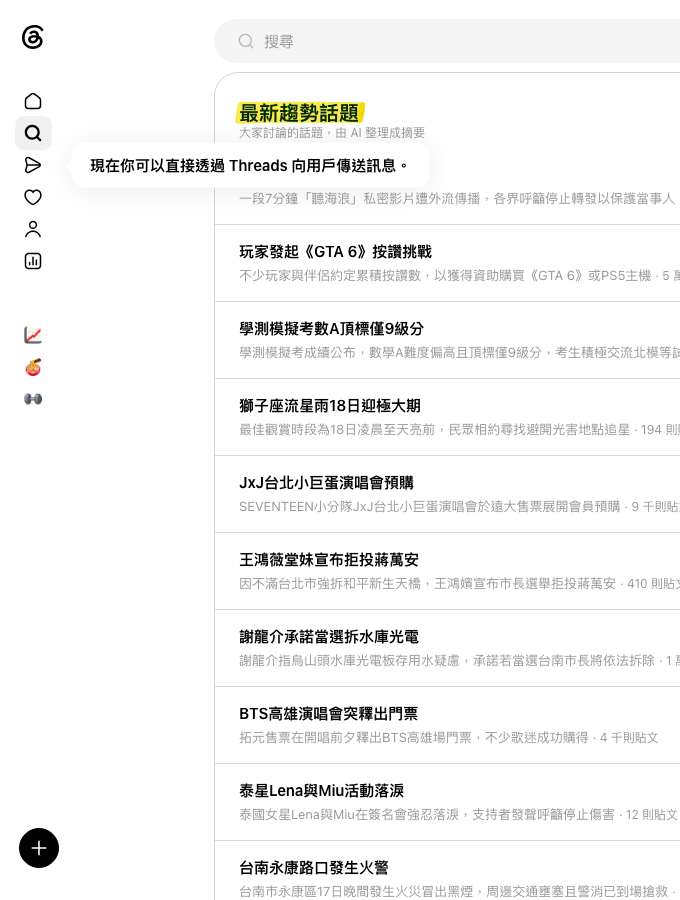 搜尋
最新趨勢話題
大家討論的話題，由 AI 整理成摘要
現在你可以直接透過 Threads 向用戶傳送訊息。
一段7分鐘「聽海浪」私密影片遭外流傳播，各界呼籲停止轉發以保護當事人
玩家發起《GTA 6》按讚挑戰
不少玩家與伴侶約定累積按讚數，以獲得資助購買《GTA 6》或PS5主機 · 5 萬
學測模擬考數A頂標僅9級分
學測模擬考成績公布，數學A難度偏高且頂標僅9級分，考生積極交流北模等試
獅子座流星雨18日迎極大期
最佳觀賞時段為18日凌晨至天亮前，民眾相約尋找避開光害地點追星 · 194 則貼
JxJ台北小巨蛋演唱會預購
SEVENTEEN小分隊JxJ台北小巨蛋演唱會於遠大售票展開會員預購 · 9 千則貼文
王鴻薇堂妹宣布拒投蔣萬安
因不滿台北市強拆和平新生天橋，王鴻嬪宣布市長選舉拒投蔣萬安 · 410 則貼文
謝龍介承諾當選拆水庫光電
謝龍介指烏山頭水庫光電板存用水疑慮，承諾若當選台南市長將依法拆除 · 1 萬
BTS高雄演唱會突釋出門票
拓元售票在開唱前夕釋出BTS高雄場門票，不少歌迷成功購得 · 4 千則貼文
泰星Lena與Miu活動落淚
泰國女星Lena與Miu在簽名會強忍落淚，支持者發聲呼籲停止傷害 · 12 則貼文
台南永康路口發生火警
台南市永康區17日晚間發生火災冒出黑煙，周邊交通壅塞且警消已到場搶救 ·